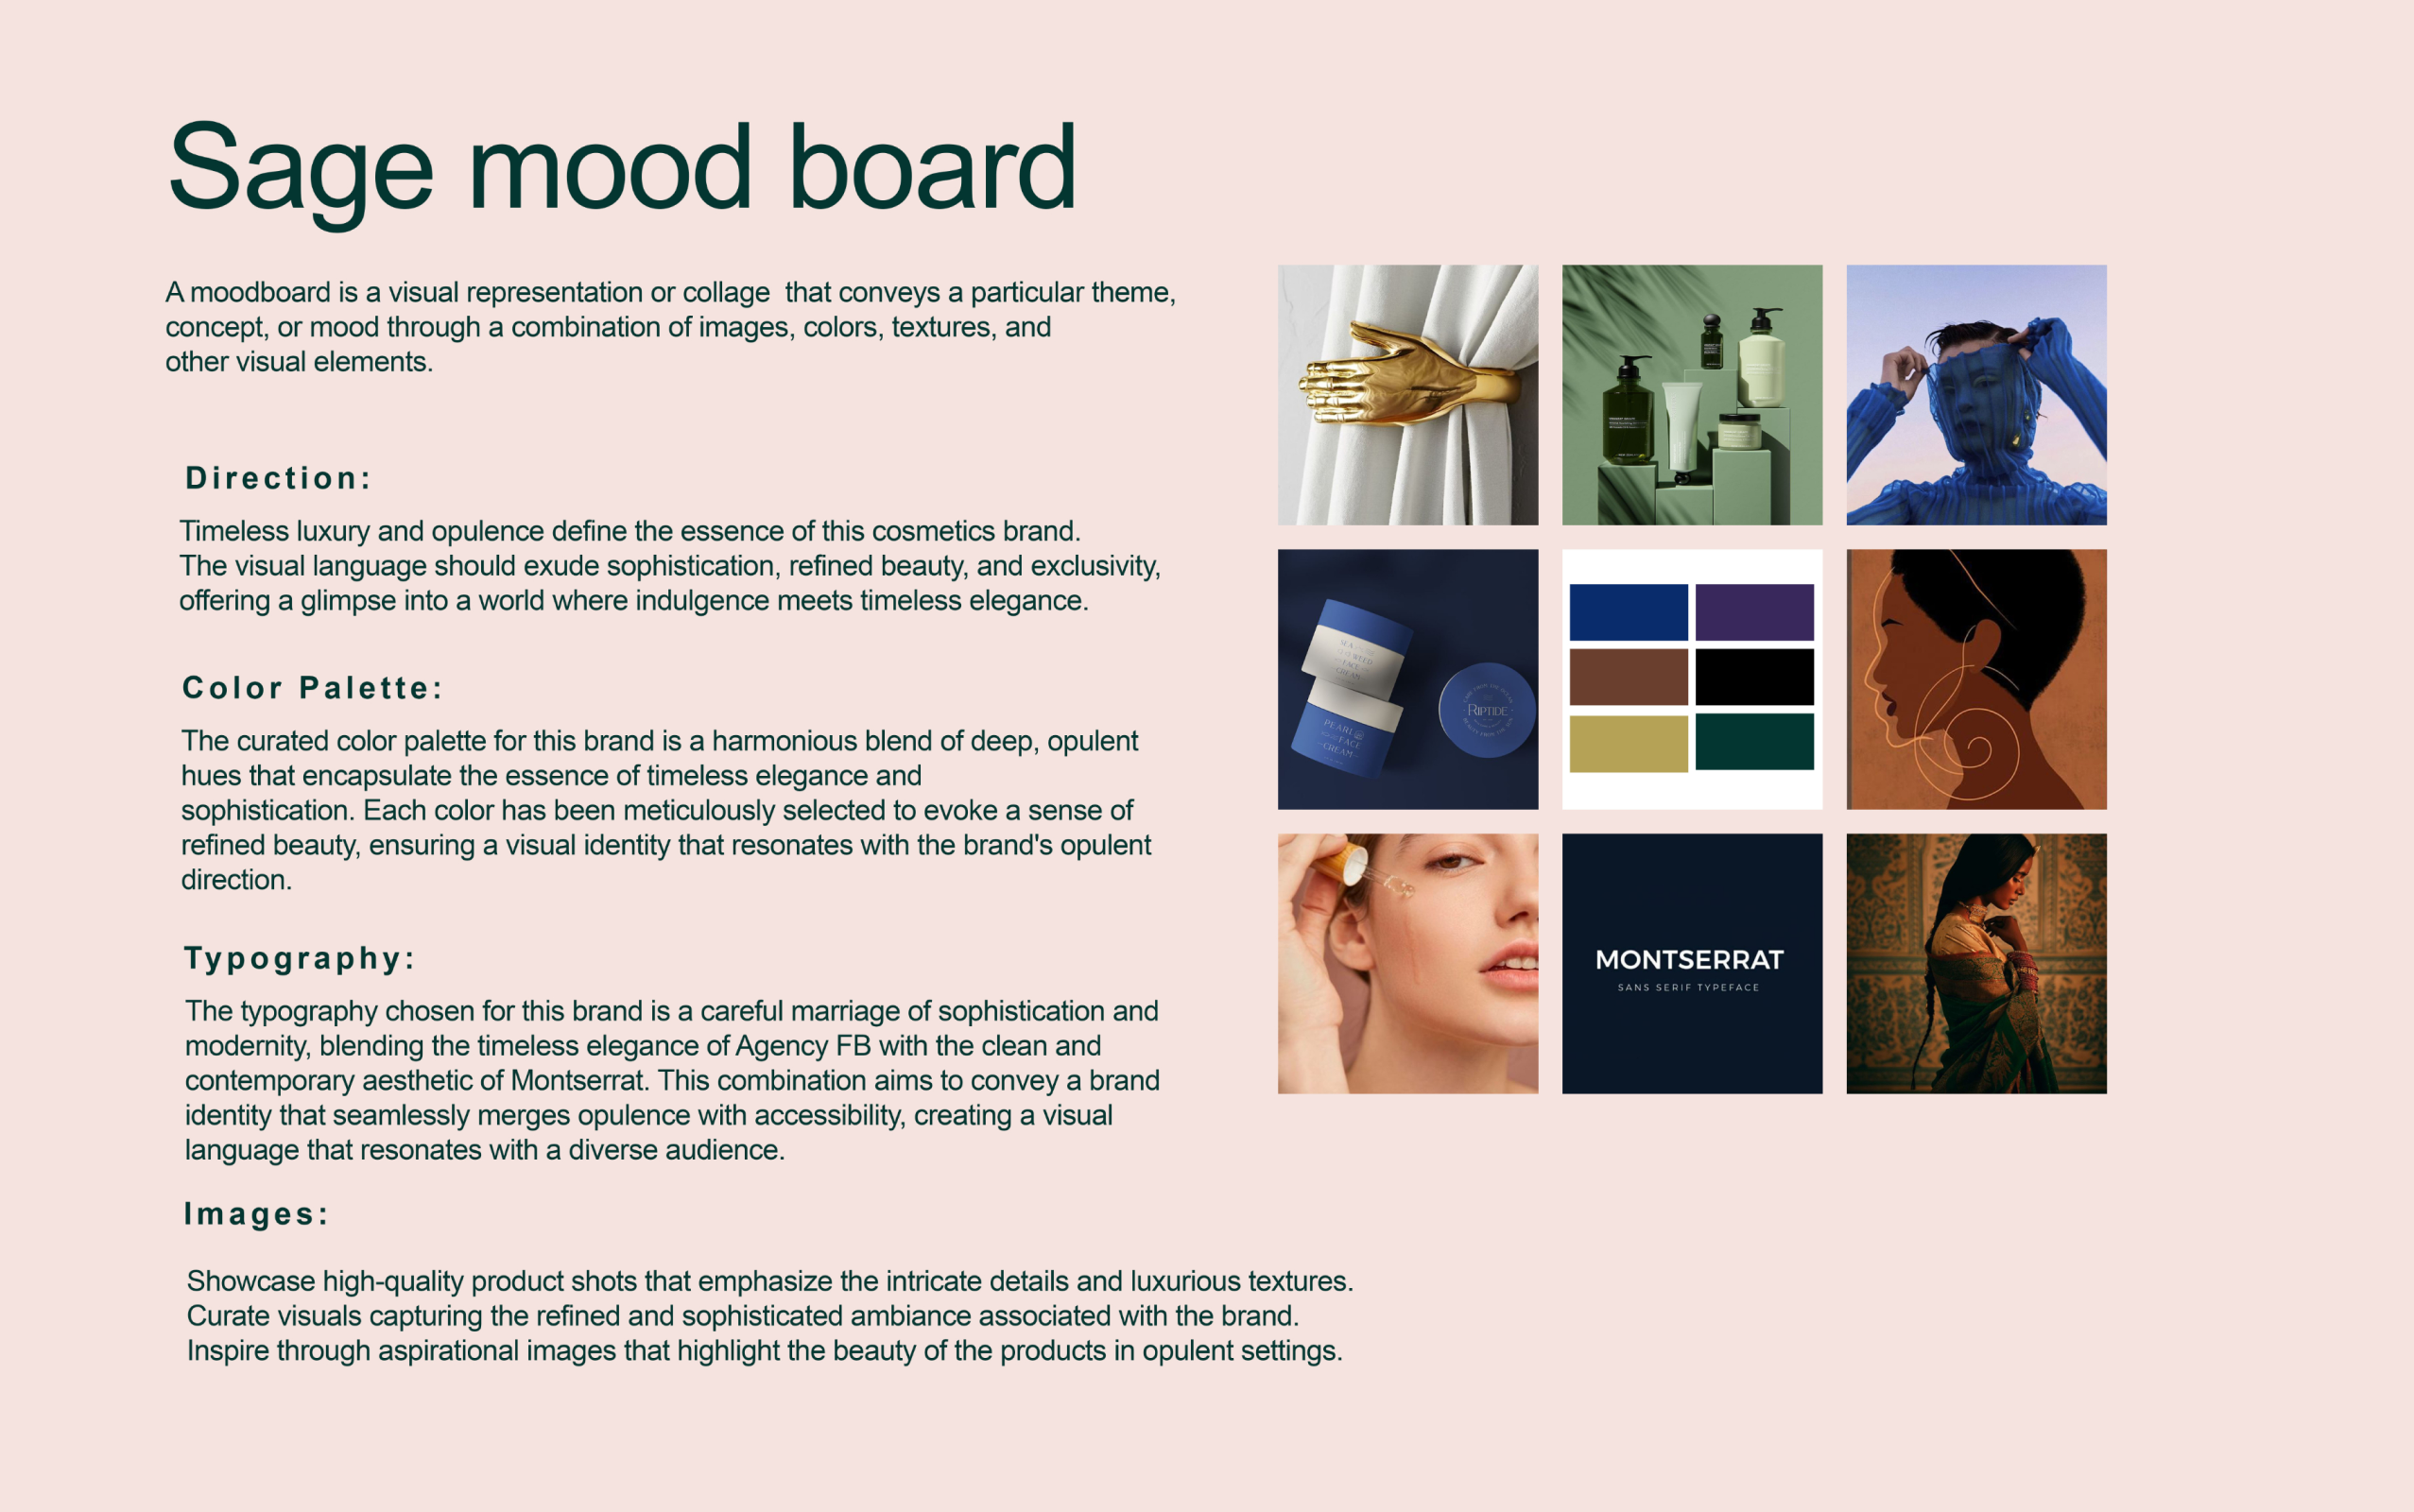 Sage mood board
A moodboard is a visual representation or collage  that conveys a particular theme,
concept, or mood through a combination of images, colors, textures, and
other visual elements.
Direction:
Timeless luxury and opulence define the essence of this cosmetics brand.
The visual language should exude sophistication, refined beauty, and exclusivity,
offering a glimpse into a world where indulgence meets timeless elegance.
Color Palette:
The curated color palette for this brand is a harmonious blend of deep, opulent
hues that encapsulate the essence of timeless elegance and
sophistication. Each color has been meticulously selected to evoke a sense of
refined beauty, ensuring a visual identity that resonates with the brand's opulent
direction.
Typography:
The typography chosen for this brand is a careful marriage of sophistication and
modernity, blending the timeless elegance of Agency FB with the clean and
contemporary aesthetic of Montserrat. This combination aims to convey a brand
identity that seamlessly merges opulence with accessibility, creating a visual
language that resonates with a diverse audience.
Images:
Showcase high-quality product shots that emphasize the intricate details and luxurious textures.
Curate visuals capturing the refined and sophisticated ambiance associated with the brand.
Inspire through aspirational images that highlight the beauty of the products in opulent settings.
SEA
WEED
FACE
CREAM
PEARL
FACE
CREAM
RIPTIDE
MONTSERRAT
SANS SERIF TYPEFACE